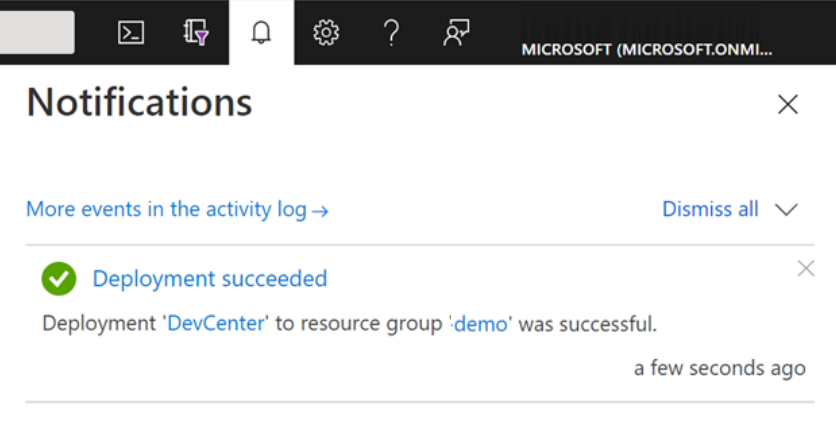 MICROSOFT (MICROSOFT.ONMI...
Notifications
More events in the activity log →
Dismiss all
Deployment succeeded
Deployment 'DevCenter' to resource group 'demo' was successful.
a few seconds ago